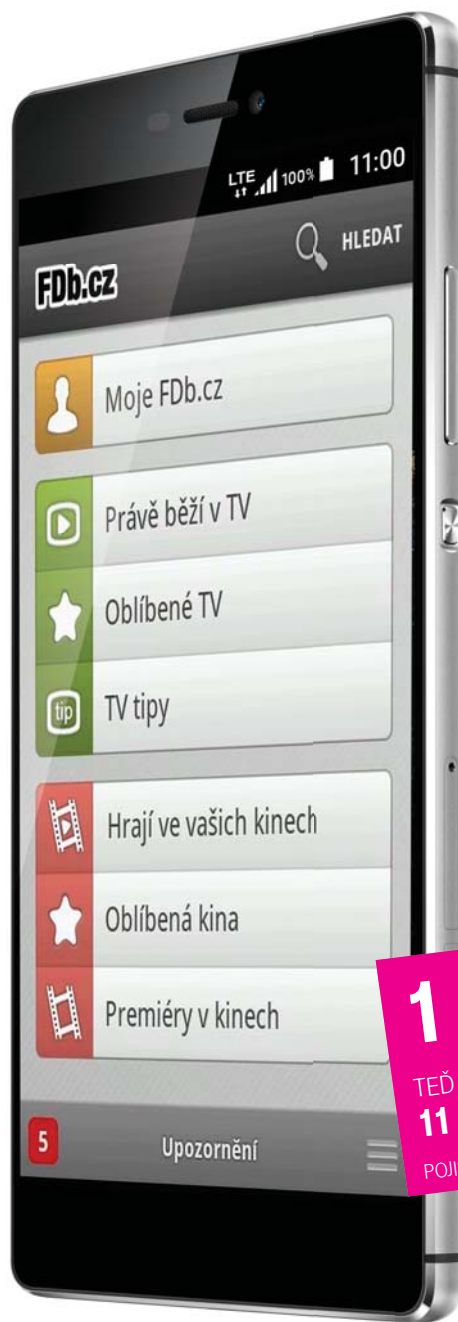 LTE 100% 11:00
FDb.cz HLEDAT
Moje FDb.cz
Právě běží v TV
Oblíbené TV
tip TV tipy
Hrají ve vašich kinech
Oblíbená kina
Premiéry v kinech
5 Upozornění
1
TEĎ
11